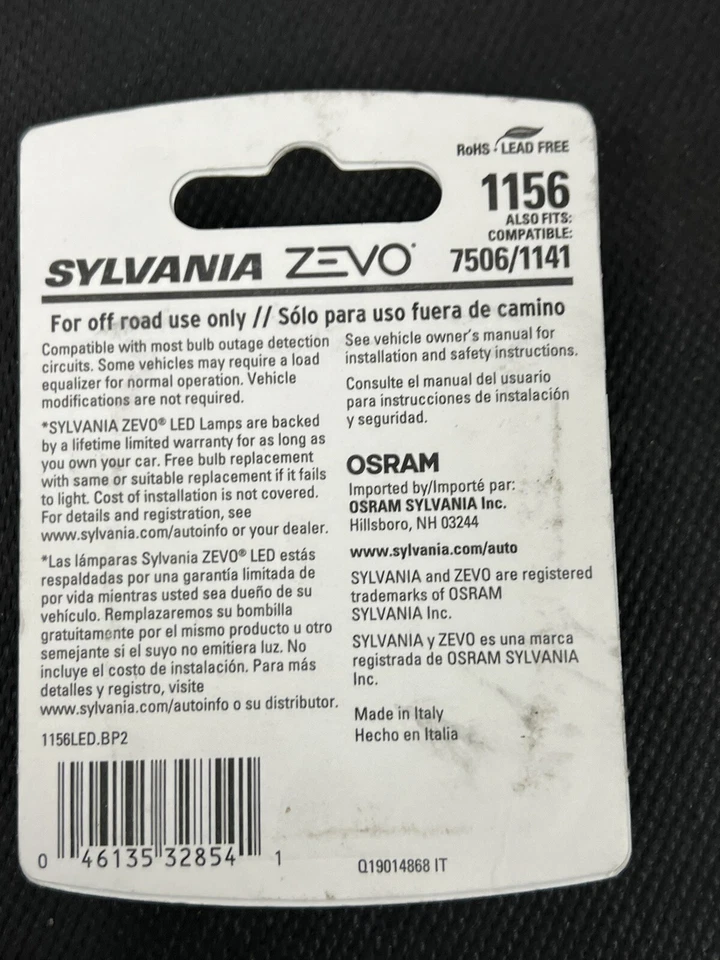 RoHS - LEAD FREE
1156
ALSO FITS:
COMPATIBLE:
7506/1141
SYLVANIA ZEVO®
For off road use only // Sólo para uso fuera de camino
Compatible with most bulb outage detection
circuits. Some vehicles may require a load
equalizer for normal operation. Vehicle
modifications are not required.
*SYLVANIA ZEVO® LED Lamps are backed
by a lifetime limited warranty for as long as
you own your car. Free bulb replacement
with same or suitable replacement if it fails
to light. Cost of installation is not covered.
For details and registration, see
www.sylvania.com/autoinfo or your dealer.
*Las lámparas Sylvania ZEVO® LED estás
respaldadas por una garantía limitada de
por vida mientras usted sea dueño de su
vehículo. Remplazaremos su bombilla
gratuitamente por el mismo producto u otro
semejante si el suyo no emitiera luz. No
incluye el costo de instalación. Para más
detalles y registro, visite
www.sylvania.com/autoinfo o su distributor.
1156LED.BP2
0 46135 32854 1
See vehicle owner's manual for
installation and safety instructions.
Consulte el manual del usuario
para instrucciones de instalación
y seguridad.
OSRAM
Imported by/Importé par:
OSRAM SYLVANIA Inc.
Hillsboro, NH 03244
www.sylvania.com/auto
SYLVANIA and ZEVO are registered
trademarks of OSRAM
SYLVANIA Inc.
SYLVANIA y ZEVO es una marca
registrada de OSRAM SYLVANIA
Inc.
Made in Italy
Hecho en Italia
Q19014868 IT